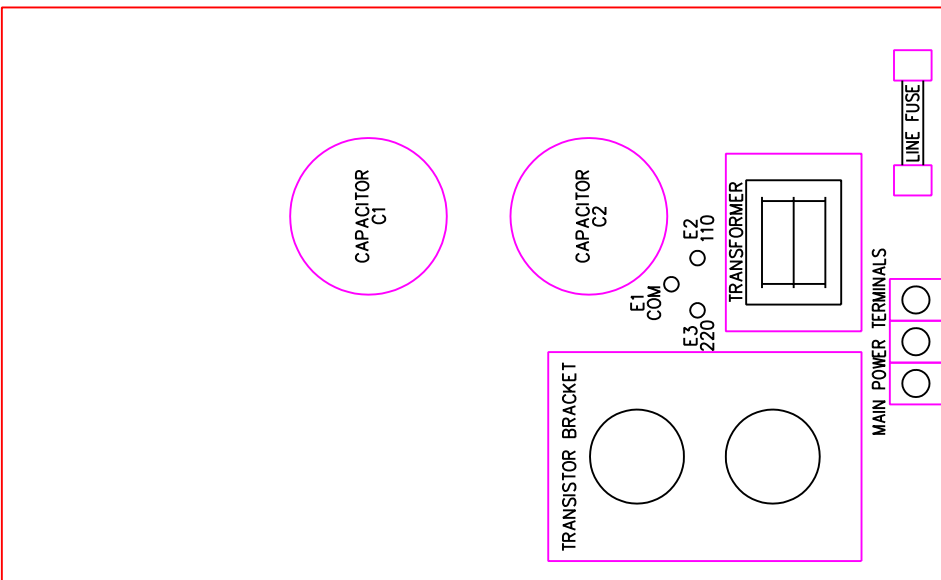 CAPACITOR
C1
CAPACITOR
C2
E1
COM
E2
110
E3
220
TRANSFORMER
LINE FUSE
MAIN POWER TERMINALS
TRANSISTOR BRACKET